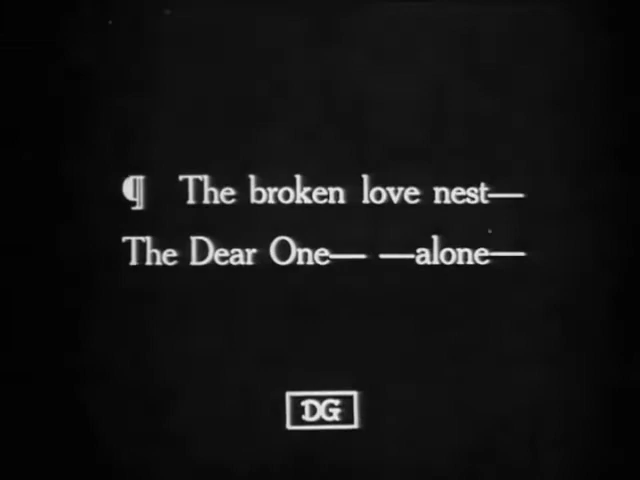 ¶ The broken love nest—
The Dear One— —alone—
DG